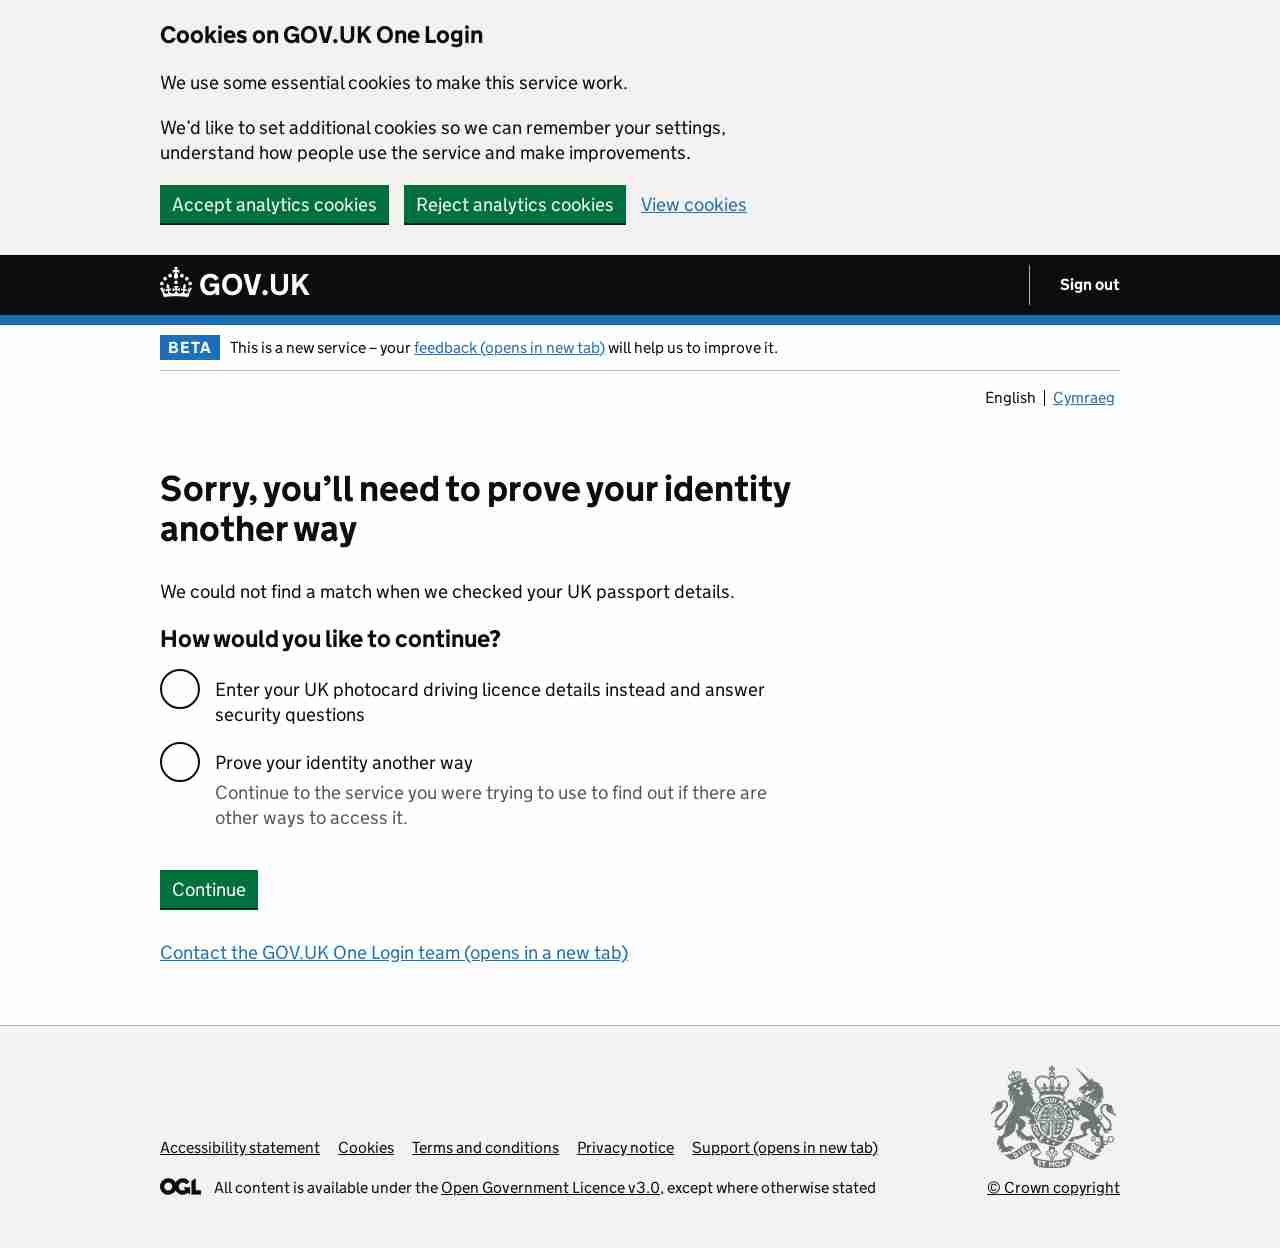 Cookies on GOV.UK One Login
We use some essential cookies to make this service work.
We’d like to set additional cookies so we can remember your settings,
understand how people use the service and make improvements.
Accept analytics cookies Reject analytics cookies View cookies
GOV.UK Sign out
BETA This is a new service – your feedback (opens in new tab) will help us to improve it.
English Cymraeg
Sorry, you’ll need to prove your identity
another way
We could not find a match when we checked your UK passport details.
How would you like to continue?
Enter your UK photocard driving licence details instead and answer
security questions
Prove your identity another way
Continue to the service you were trying to use to find out if there are
other ways to access it.
Continue
Contact the GOV.UK One Login team (opens in a new tab)
Accessibility statement Cookies Terms and conditions Privacy notice Support (opens in new tab)
OGL All content is available under the Open Government Licence v3.0, except where otherwise stated
© Crown copyright